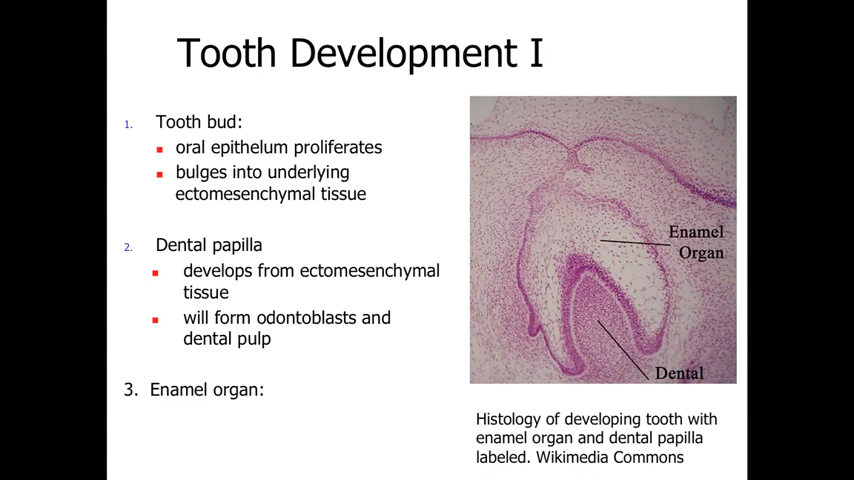 Tooth Development I
1. Tooth bud:
oral epithelum proliferates
bulges into underlying
ectomesenchymal tissue
2. Dental papilla
develops from ectomesenchymal
tissue
will form odontoblasts and
dental pulp
3. Enamel organ:
Enamel
Organ
Dental
Histology of developing tooth with
enamel organ and dental papilla
labeled. Wikimedia Commons